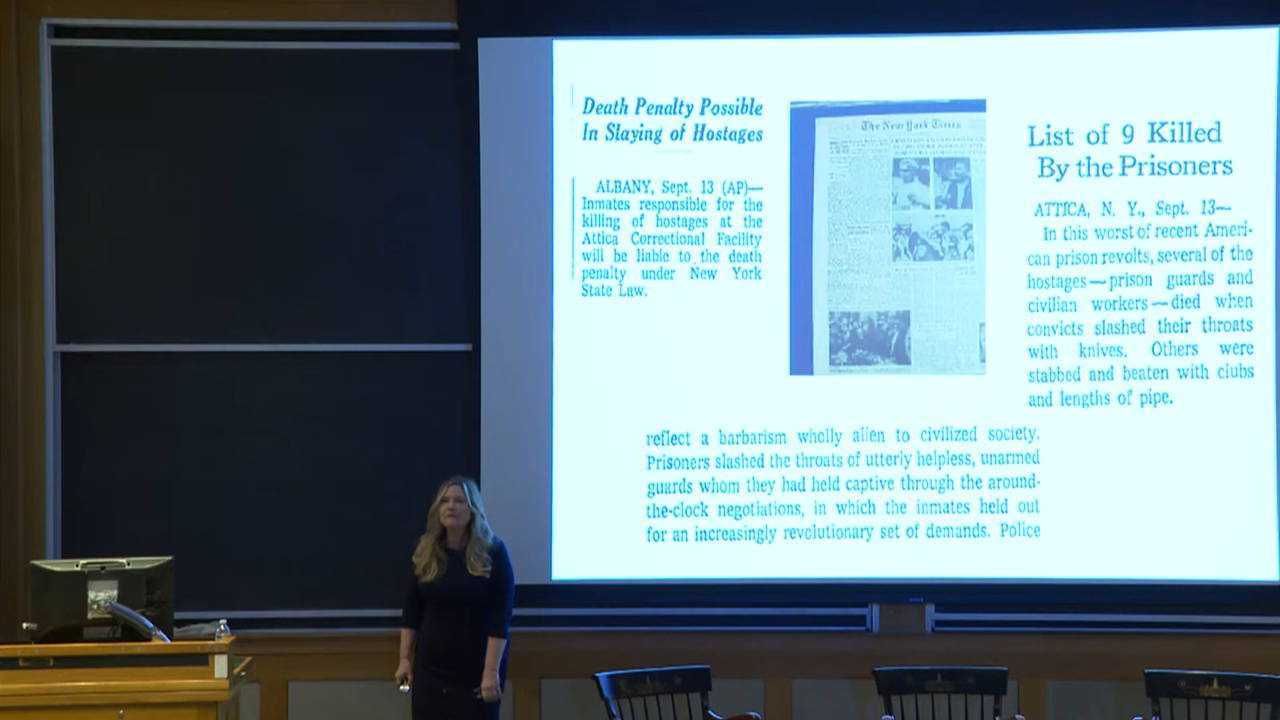 Death Penalty Possible
In Slaying of Hostages
ALBANY, Sept. 13 (AP)—
Inmates responsible for the
killing of hostages at the
Attica Correctional Facility
will be liable to the death
penalty under New York
State Law.
The New York Times
List of 9 Killed
By the Prisoners
ATTICA, N. Y., Sept. 13—
In this worst of recent Ameri-
can prison revolts, several of the
hostages—prison guards and
civilian workers—died when
convicts slashed their throats
with knives. Others were
stabbed and beaten with clubs
and lengths of pipe.
reflect a barbarism wholly alien to civilized society.
Prisoners slashed the throats of utterly helpless, unarmed
guards whom they had held captive through the around-
the-clock negotiations, in which the inmates held out
for an increasingly revolutionary set of demands. Police